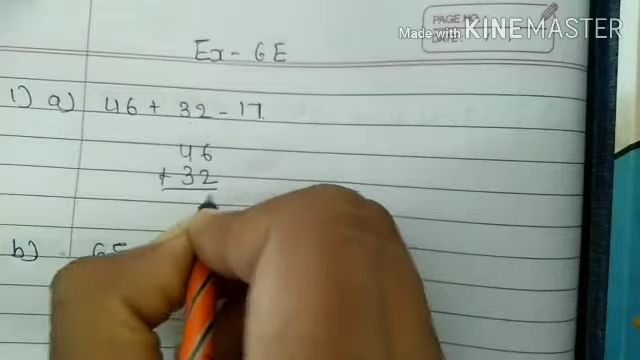 PAGE NO.
DATE:
Made with KINEMASTER
Ex - 6E
1) a) 46 + 32 - 17
46
+ 32
b)